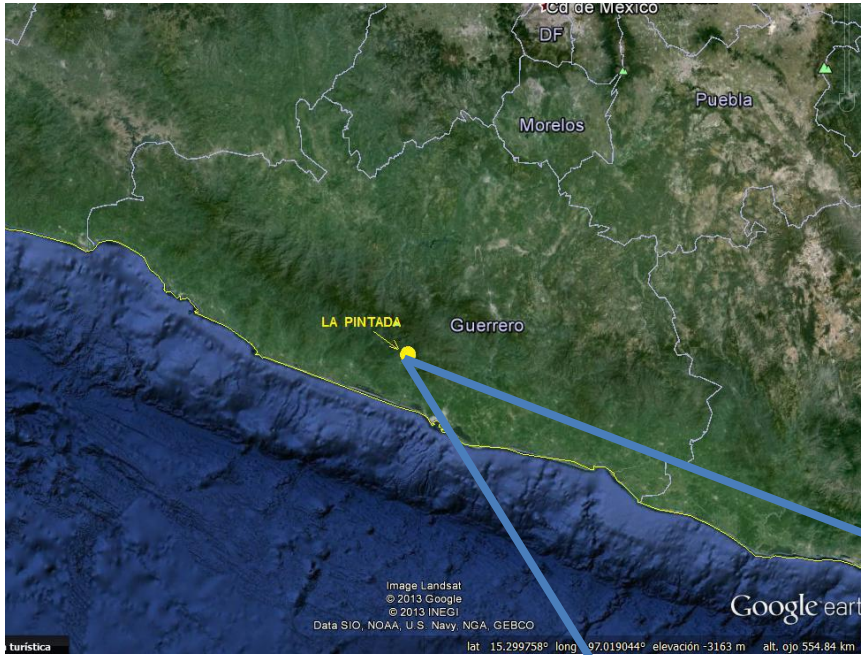 Cd de México
DF
Puebla
Morelos
LA PINTADA
Guerrero
Image Landsat
© 2013 Google
© 2013 INEGI
Data SIO, NOAA, U.S. Navy, NGA, GEBCO
Google eart
turística
lat 15.299758° long 97.019044° elevación -3163 m alt. ojo 554.84 km